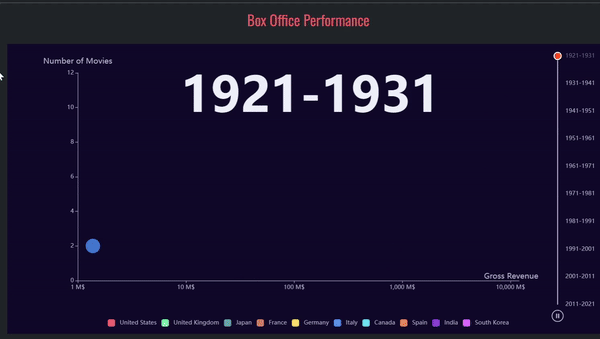 Box Office Performance
Number of Movies
1921-1931
12
10
8
6
4
2
0
1 M$
10 M$
100 M$
1,000 M$
10,000 M$
Gross Revenue
1921-1931
1931-1941
1941-1951
1951-1961
1961-1971
1971-1981
1981-1991
1991-2001
2001-2011
2011-2021
United States United Kingdom Japan France Germany Italy Canada Spain India South Korea